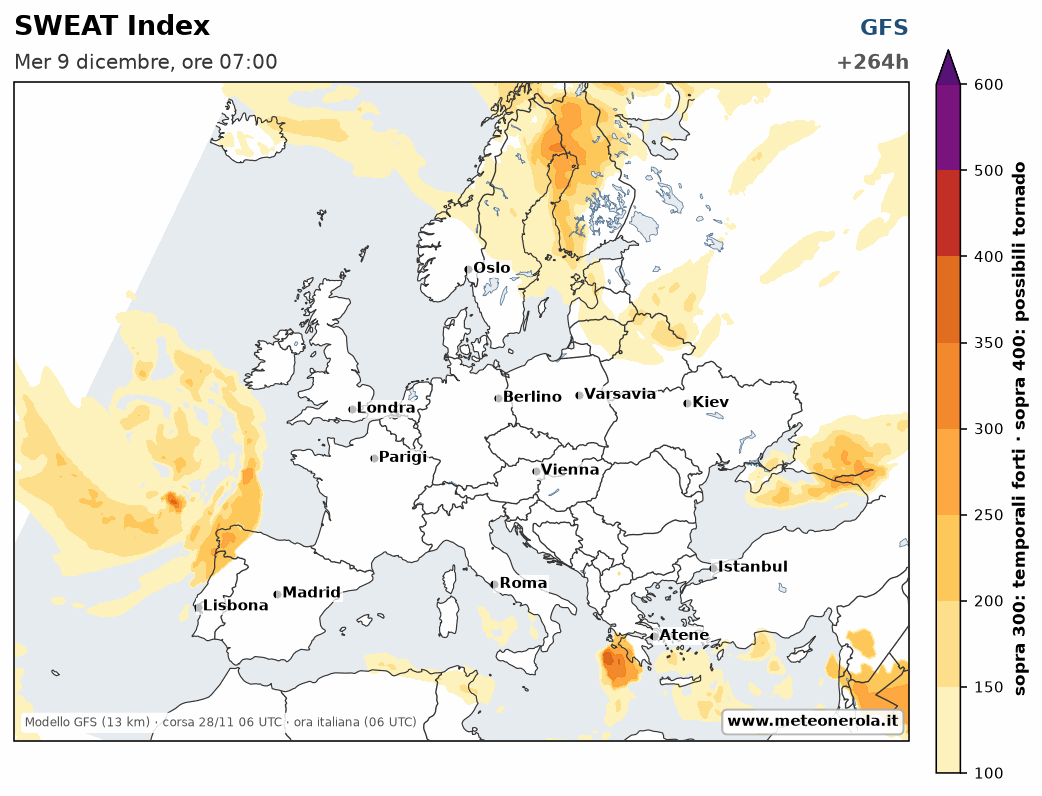 SWEAT Index
GFS
Mer 9 dicembre, ore 07:00
+264h
600
500
400
350
300
250
200
150
100
sopra 300: temporali forti · sopra 400: possibili tornado
Oslo
Berlino
Varsavia
Kiev
Londra
Parigi
Vienna
Istanbul
Roma
Madrid
Lisbona
Atene
Modello GFS (13 km) · corsa 28/11 06 UTC · ora italiana (06 UTC)
www.meteonerola.it